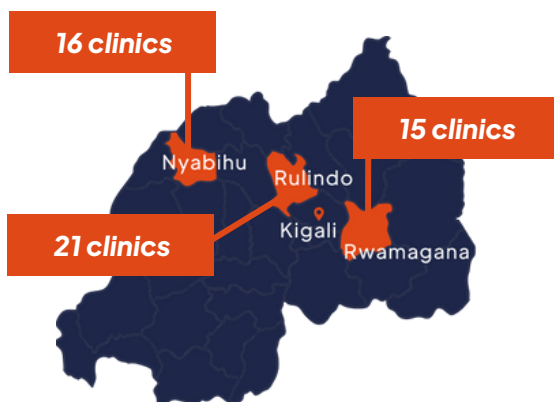 16 clinics
15 clinics
Nyabihu
Rulindo
Kigali
21 clinics
Rwamagana